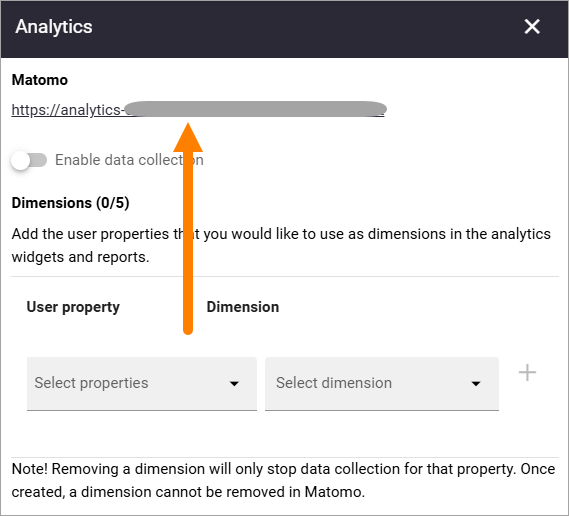 Analytics
Matomo
https://analytics-
Enable data collection
Dimensions (0/5)
Add the user properties that you would like to use as dimensions in the analytics
widgets and reports.
User property Dimension
Select properties Select dimension
Note! Removing a dimension will only stop data collection for that property. Once
created, a dimension cannot be removed in Matomo.